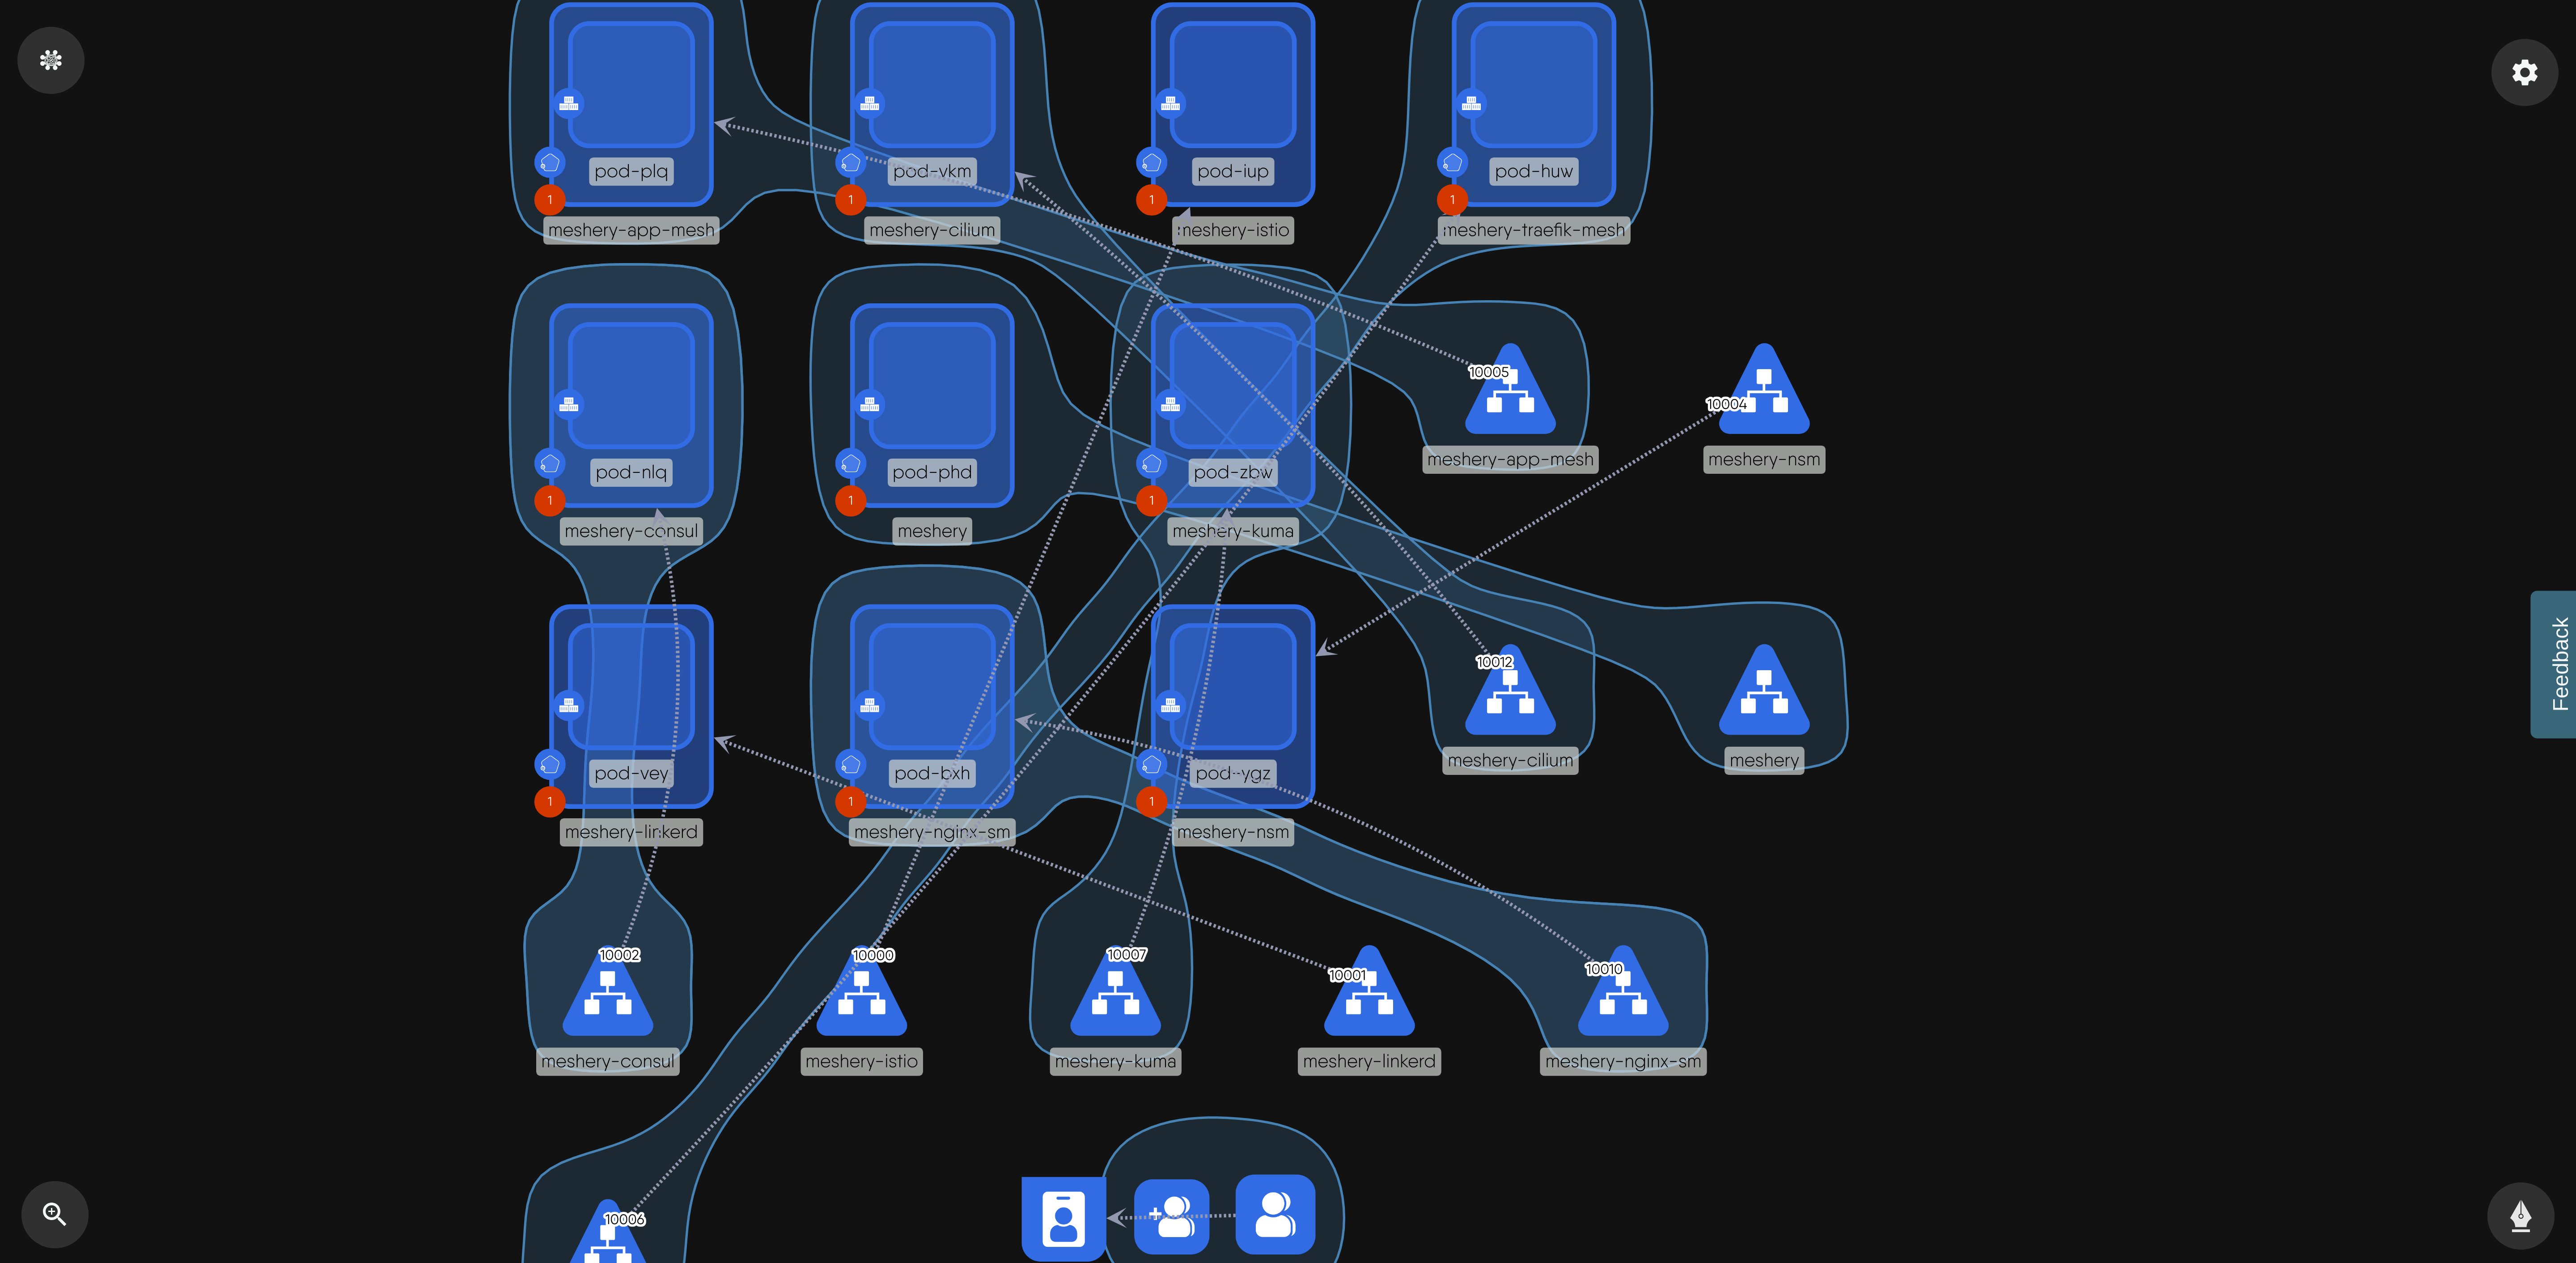 pod-plq
pod-vkm
pod-iup
pod-huw
1
1
1
1
meshery-app-mesh
meshery-cilium
meshery-istio
meshery-traefik-mesh
10005
10004
meshery-app-mesh
meshery-nsm
pod-nlq
pod-phd
pod-zbw
1
1
1
meshery-consul
meshery
meshery-kuma
10012
meshery-cilium
meshery
Feedback
pod-vey
pod-bxh
pod-ygz
1
1
1
meshery-linkerd
meshery-nginx-sm
meshery-nsm
10002
10000
10007
10001
10010
meshery-consul
meshery-istio
meshery-kuma
meshery-linkerd
meshery-nginx-sm
10006